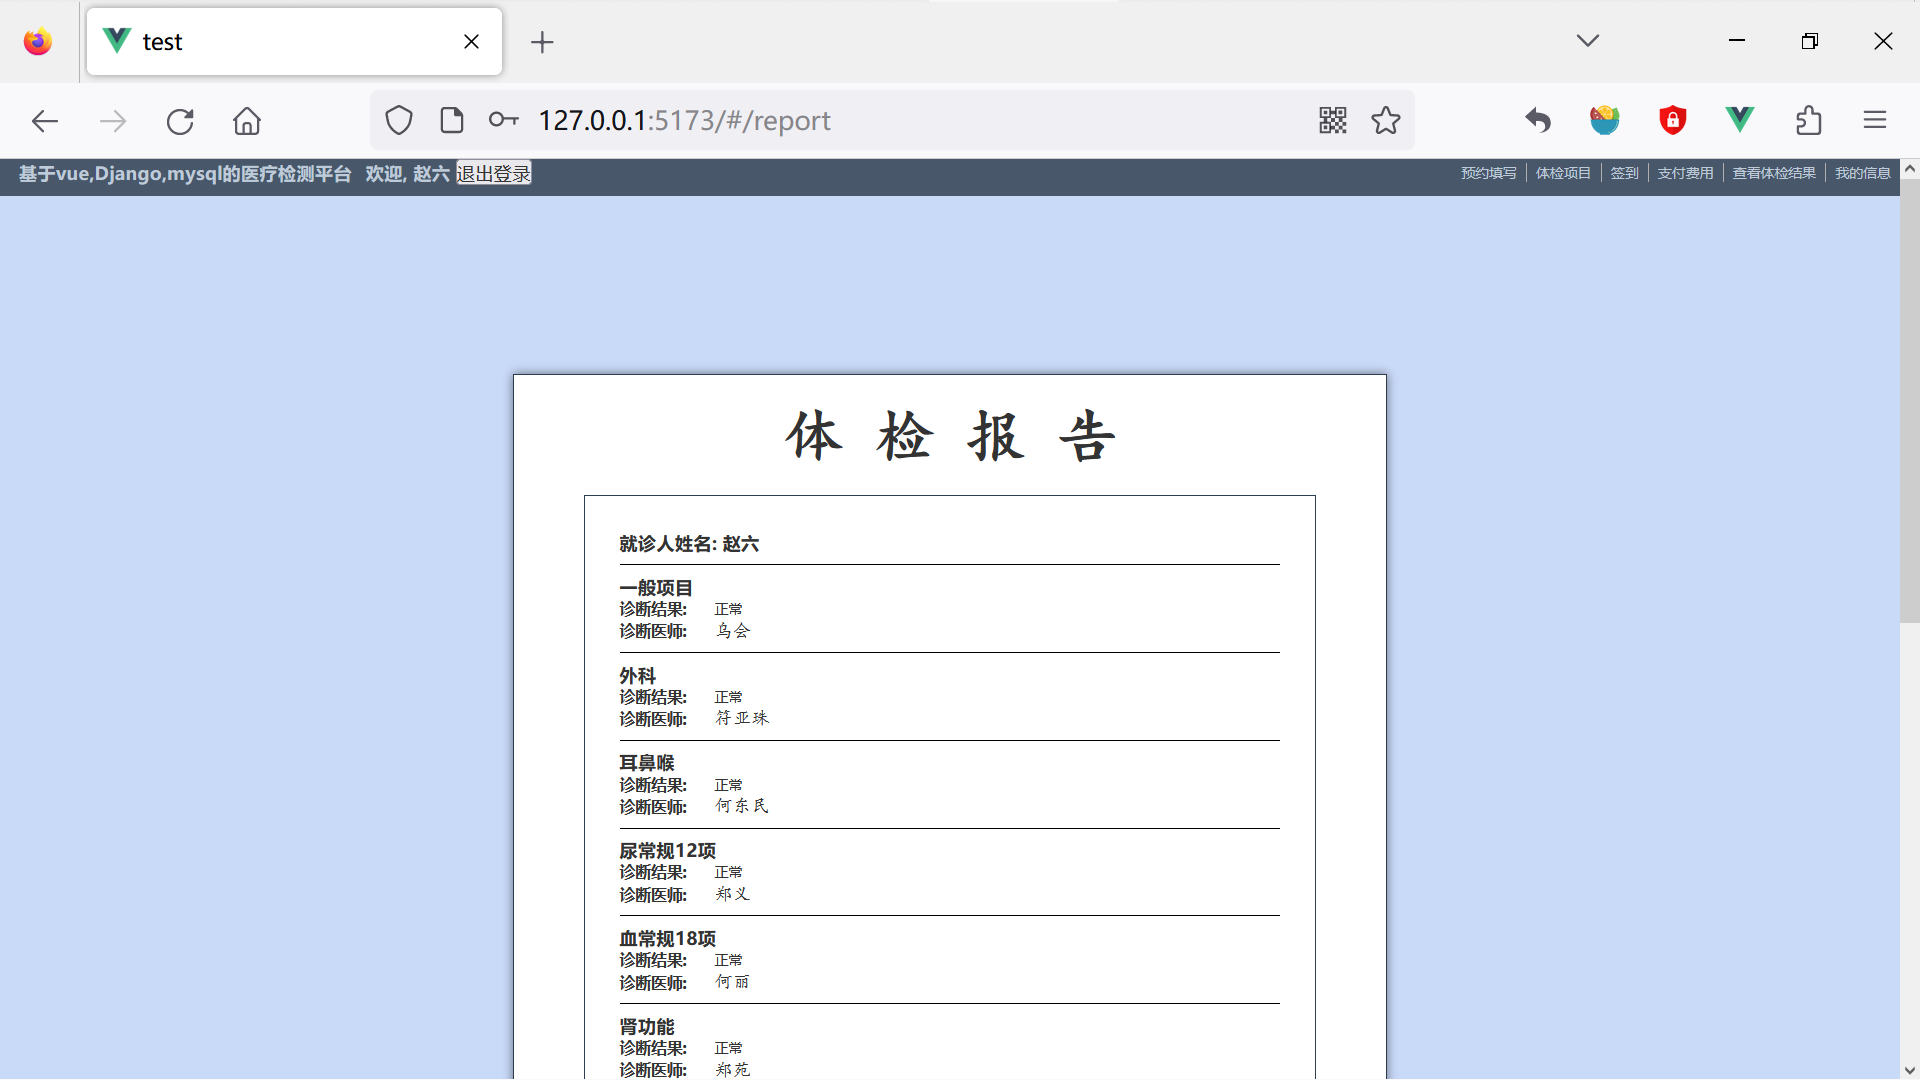 test
127.0.0.1:5173/#/report
基于vue,Django,mysql的医疗检测平台 欢迎, 赵六 退出登录
预约填写 体检项目 签到 支付费用 查看体检结果 我的信息
体检报告
就诊人姓名: 赵六
一般项目
诊断结果: 正常
诊断医师: 乌会
外科
诊断结果: 正常
诊断医师: 符亚珠
耳鼻喉
诊断结果: 正常
诊断医师: 何东民
尿常规12项
诊断结果: 正常
诊断医师: 郑义
血常规18项
诊断结果: 正常
诊断医师: 何丽
肾功能
诊断结果: 正常
诊断医师: 郑苑